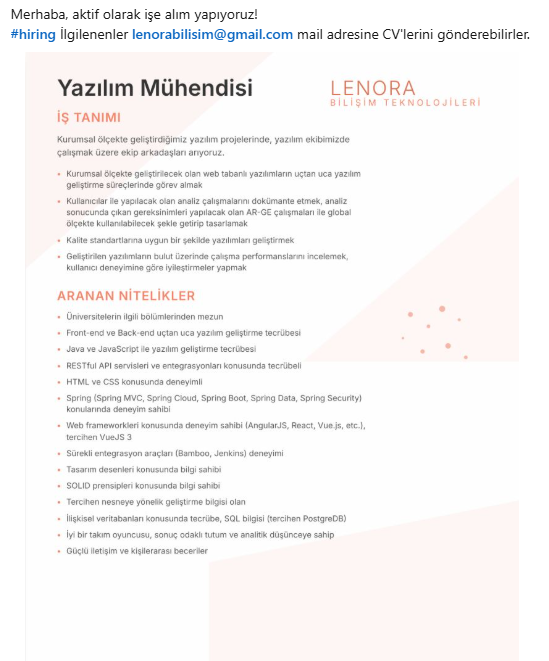 Merhaba, aktif olarak işe alım yapıyoruz!
#hiring İlgilenenler lenorabilisim@gmail.com mail adresine CV'lerini gönderebilirler.
Yazılım Mühendisi
LENORA
BİLİŞİM TEKNOLOJİLERİ
İŞ TANIMI
Kurumsal ölçekte geliştirdiğimiz yazılım projelerinde, yazılım ekibimizde
çalışmak üzere ekip arkadaşları arıyoruz.
• Kurumsal ölçekte geliştirilecek olan web tabanlı yazılımların uçtan uca yazılım
geliştirme süreçlerinde görev almak
• Kullanıcılar ile yapılacak olan analiz çalışmalarını dokümante etmek, analiz
sonucunda çıkan gereksinimleri yapılacak olan AR-GE çalışmaları ile global
ölçekte kullanılabilecek şekle getirip tasarlamak
• Kalite standartlarına uygun bir şekilde yazılımları geliştirmek
• Geliştirilen yazılımların bulut üzerinde çalışma performanslarını incelemek,
kullanıcı deneyimine göre iyileştirmeler yapmak
ARANAN NİTELİKLER
• Üniversitelerin ilgili bölümlerinden mezun
• Front-end ve Back-end uçtan uca yazılım geliştirme tecrübesi
• Java ve JavaScript ile yazılım geliştirme tecrübesi
• RESTful API servisleri ve entegrasyonları konusunda tecrübeli
• HTML ve CSS konusunda deneyimli
• Spring (Spring MVC, Spring Cloud, Spring Boot, Spring Data, Spring Security)
konularında deneyim sahibi
• Web frameworkleri konusunda deneyim sahibi (AngularJS, React, Vue.js, etc.),
tercihen VueJS 3
• Sürekli entegrasyon araçları (Bamboo, Jenkins) deneyimi
• Tasarım desenleri konusunda bilgi sahibi
• SOLID prensipleri konusunda bilgi sahibi
• Tercihen nesneye yönelik geliştirme bilgisi olan
• İlişkisel veritabanları konusunda tecrübe, SQL bilgisi (tercihen PostgreDB)
• İyi bir takım oyuncusu, sonuç odaklı tutum ve analitik düşünceye sahip
• Güçlü iletişim ve kişilerarası beceriler